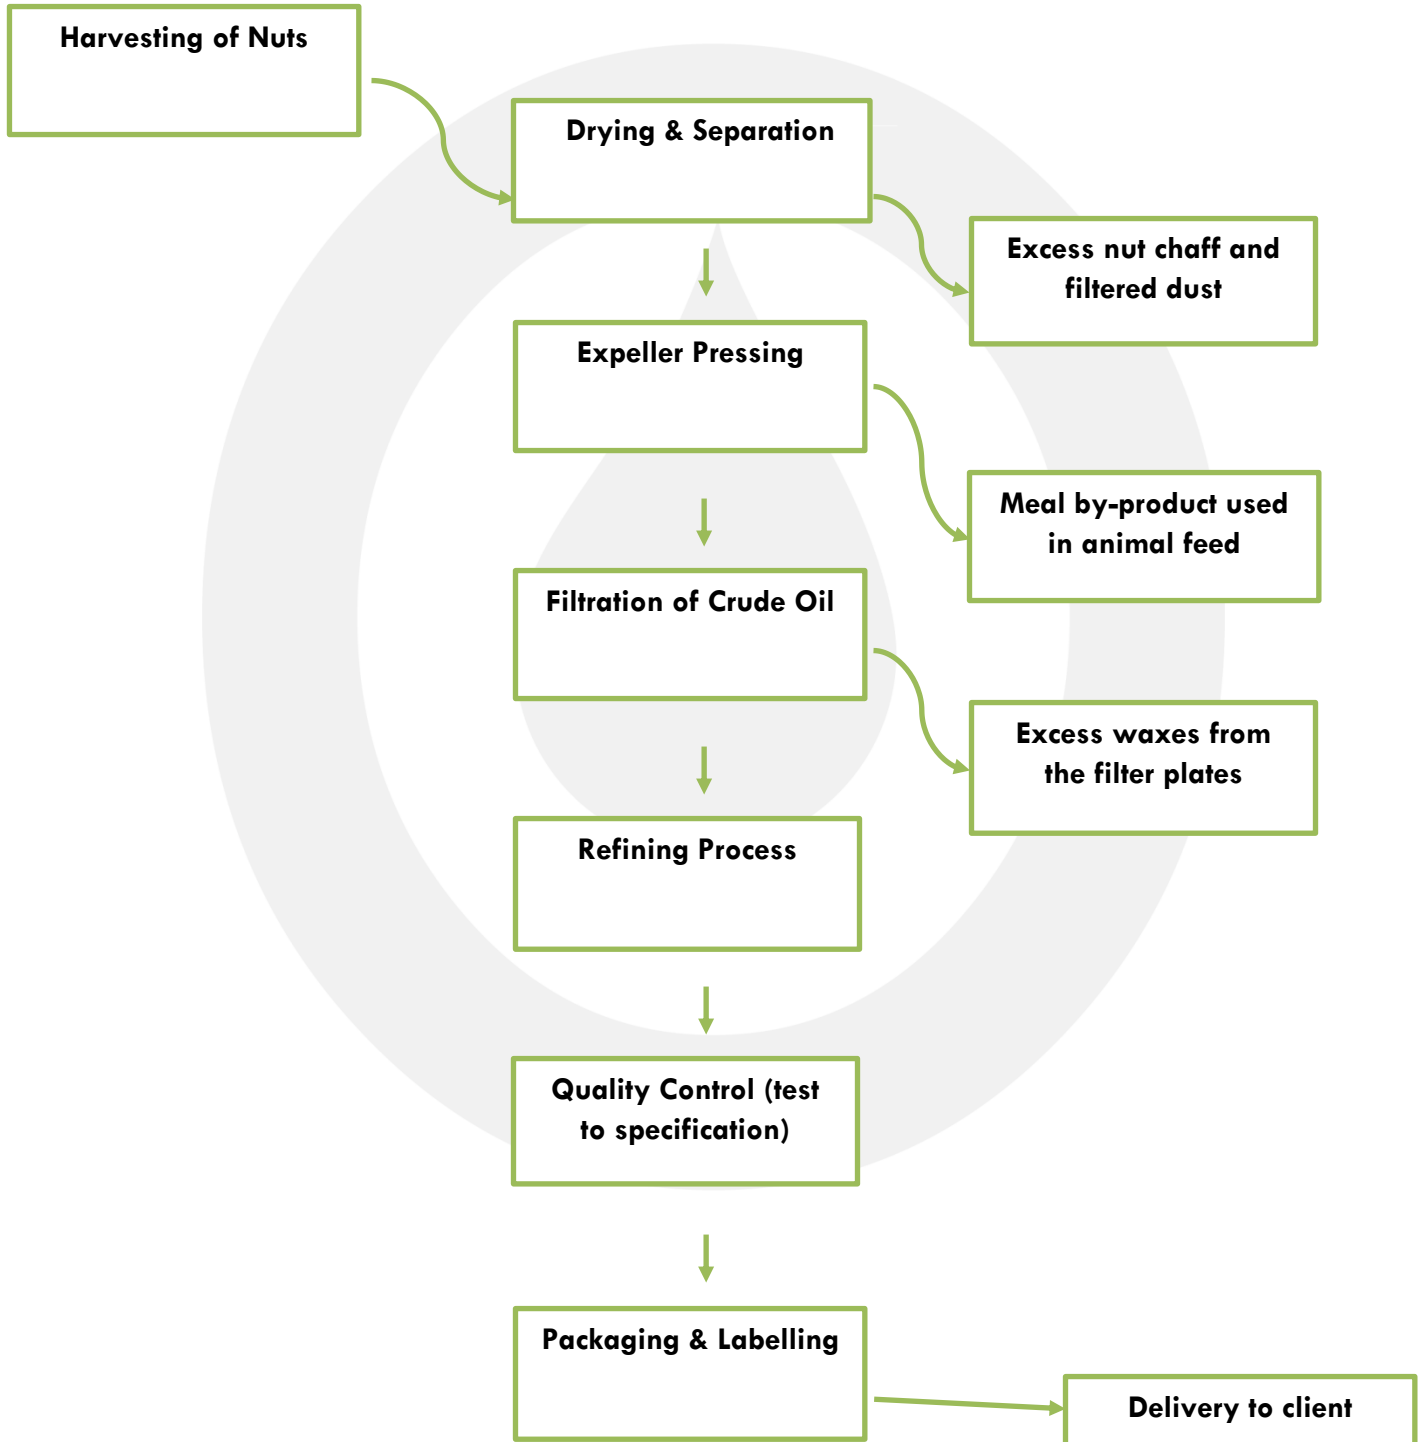 Harvesting of Nuts
Drying & Separation
Excess nut chaff and
filtered dust
Expeller Pressing
Meal by-product used
in animal feed
Filtration of Crude Oil
Excess waxes from
the filter plates
Refining Process
Quality Control (test
to specification)
Packaging & Labelling
Delivery to client